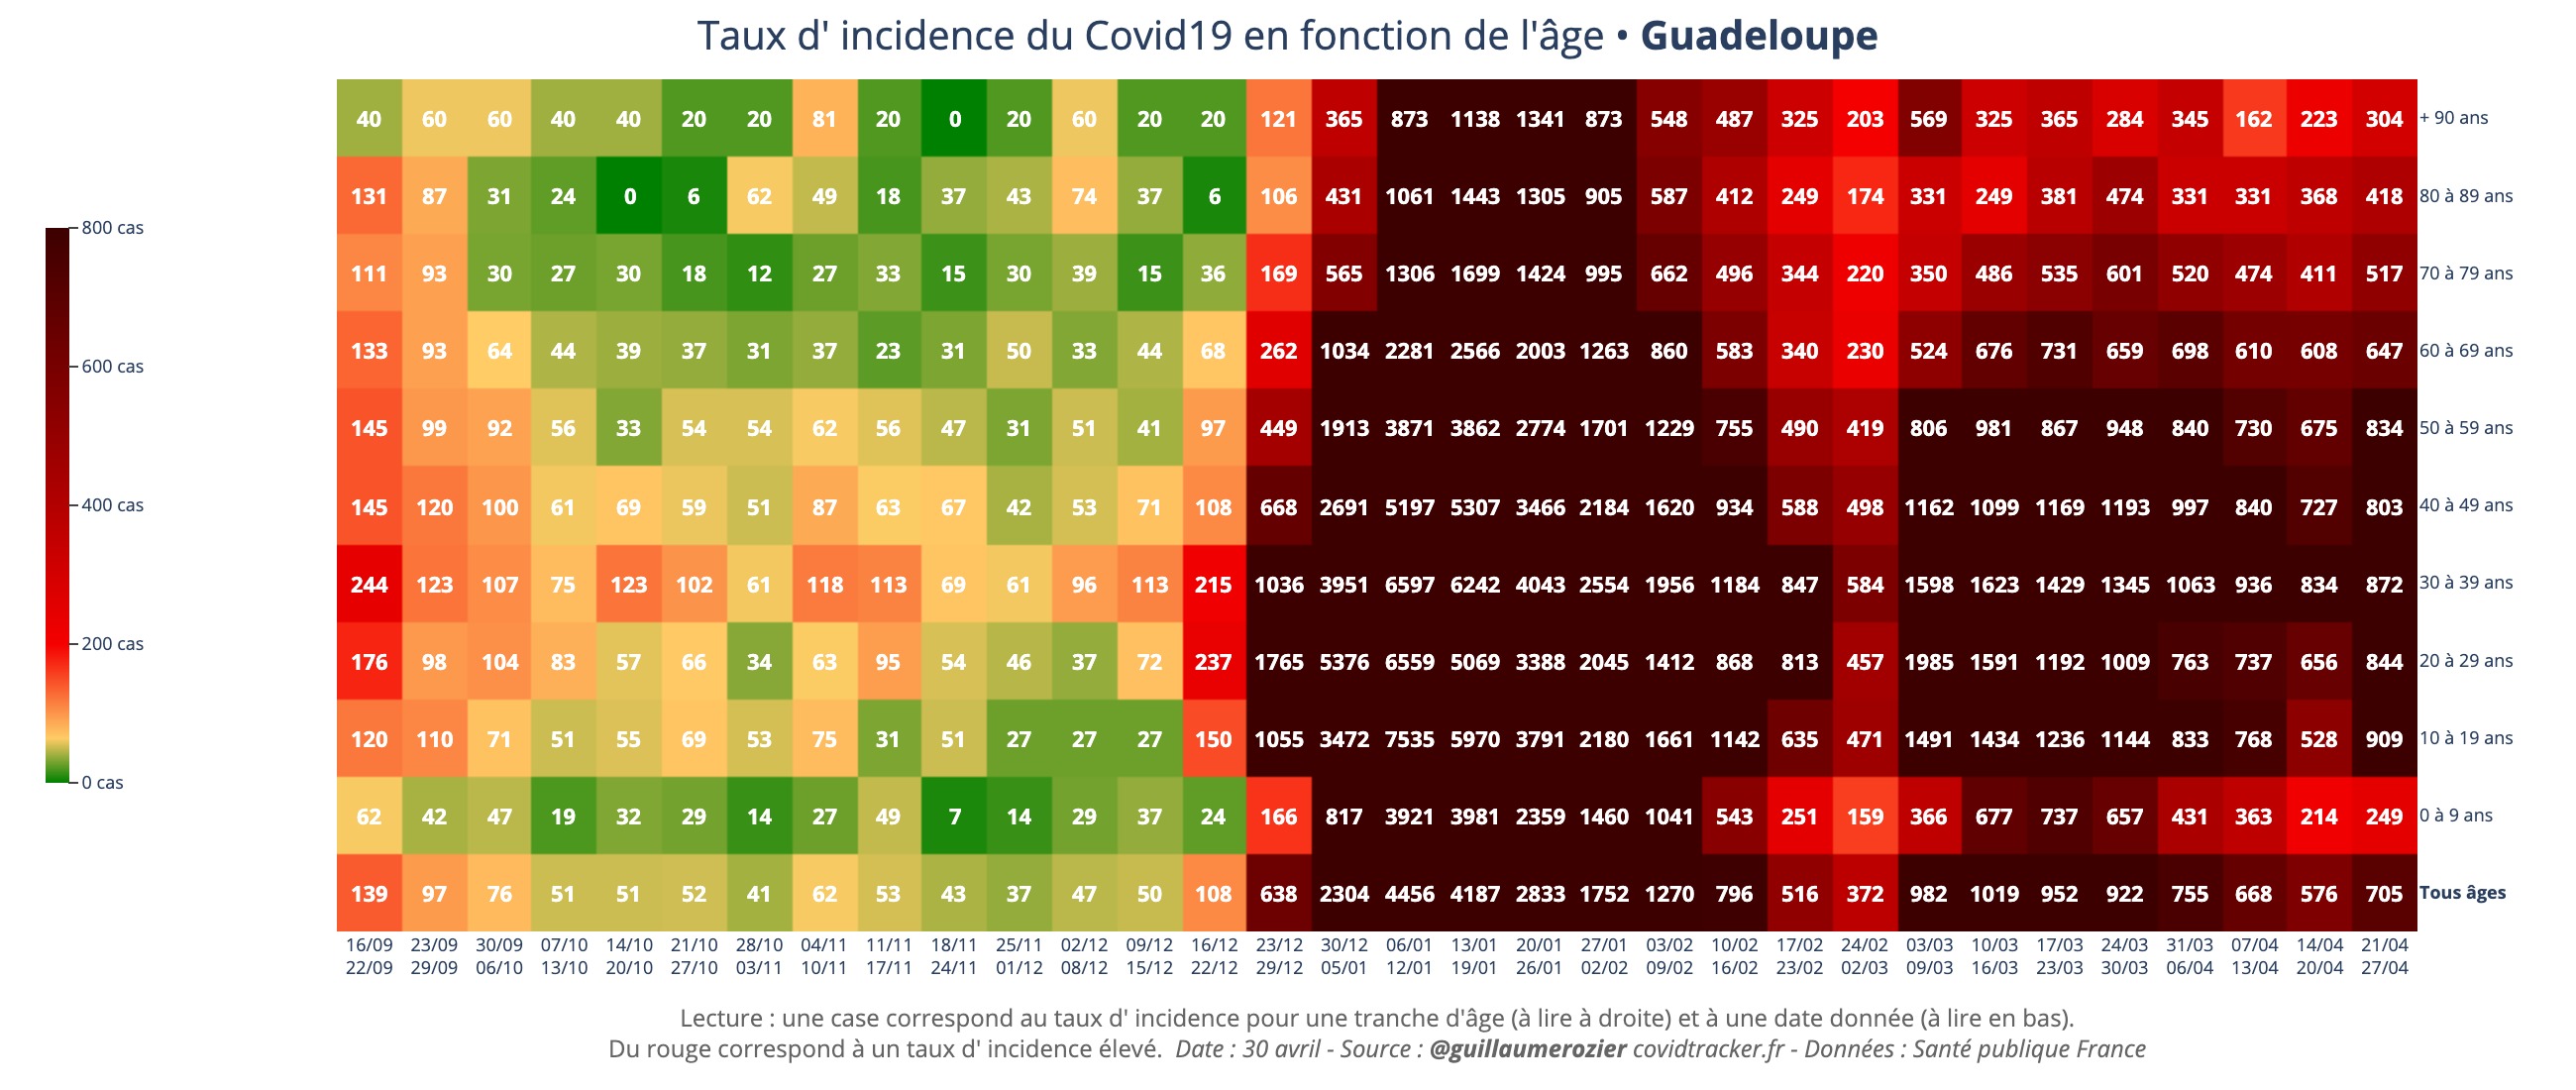 Taux d' incidence du Covid19 en fonction de l'âge • Guadeloupe
800 cas
600 cas
400 cas
200 cas
0 cas
40 60 60 40 40 20 20 81 20 0 20 60 20 20 121 365 873 1138 1341 873 548 487 325 203 569 325 365 284 345 162 223 304 + 90 ans
131 87 31 24 0 6 62 49 18 37 43 74 37 6 106 431 1061 1443 1305 905 587 412 249 174 331 249 381 474 331 331 368 418 80 à 89 ans
111 93 30 27 30 18 12 27 33 15 30 39 15 36 169 565 1306 1699 1424 995 662 496 344 220 350 486 535 601 520 474 411 517 70 à 79 ans
133 93 64 44 39 37 31 37 23 31 50 33 44 68 262 1034 2281 2566 2003 1263 860 583 340 230 524 676 731 659 698 610 608 647 60 à 69 ans
145 99 92 56 33 54 54 62 56 47 31 51 41 97 449 1913 3871 3862 2774 1701 1229 755 490 419 806 981 867 948 840 730 675 834 50 à 59 ans
145 120 100 61 69 59 51 87 63 67 42 53 71 108 668 2691 5197 5307 3466 2184 1620 934 588 498 1162 1099 1169 1193 997 840 727 803 40 à 49 ans
244 123 107 75 123 102 61 118 113 69 61 96 113 215 1036 3951 6597 6242 4043 2554 1956 1184 847 584 1598 1623 1429 1345 1063 936 834 872 30 à 39 ans
176 98 104 83 57 66 34 63 95 54 46 37 72 237 1765 5376 6559 5069 3388 2045 1412 868 813 457 1985 1591 1192 1009 763 737 656 844 20 à 29 ans
120 110 71 51 55 69 53 75 31 51 27 27 27 150 1055 3472 7535 5970 3791 2180 1661 1142 635 471 1491 1434 1236 1144 833 768 528 909 10 à 19 ans
62 42 47 19 32 29 14 27 49 7 14 29 37 24 166 817 3921 3981 2359 1460 1041 543 251 159 366 677 737 657 431 363 214 249 0 à 9 ans
139 97 76 51 51 52 41 62 53 43 37 47 50 108 638 2304 4456 4187 2833 1752 1270 796 516 372 982 1019 952 922 755 668 576 705 Tous âges
16/09 23/09 30/09 07/10 14/10 21/10 28/10 04/11 11/11 18/11 25/11 02/12 09/12 16/12 23/12 30/12 06/01 13/01 20/01 27/01 03/02 10/02 17/02 24/02 03/03 10/03 17/03 24/03 31/03 07/04 14/04 21/04
22/09 29/09 06/10 13/10 20/10 27/10 03/11 10/11 17/11 24/11 01/12 08/12 15/12 22/12 29/12 05/01 12/01 19/01 26/01 02/02 09/02 16/02 23/02 02/03 09/03 16/03 23/03 30/03 06/04 13/04 20/04 27/04
Lecture : une case correspond au taux d' incidence pour une tranche d'âge (à lire à droite) et à une date donnée (à lire en bas).
Du rouge correspond à un taux d' incidence élevé. Date : 30 avril - Source : @guillaumerozier covidtracker.fr - Données : Santé publique France